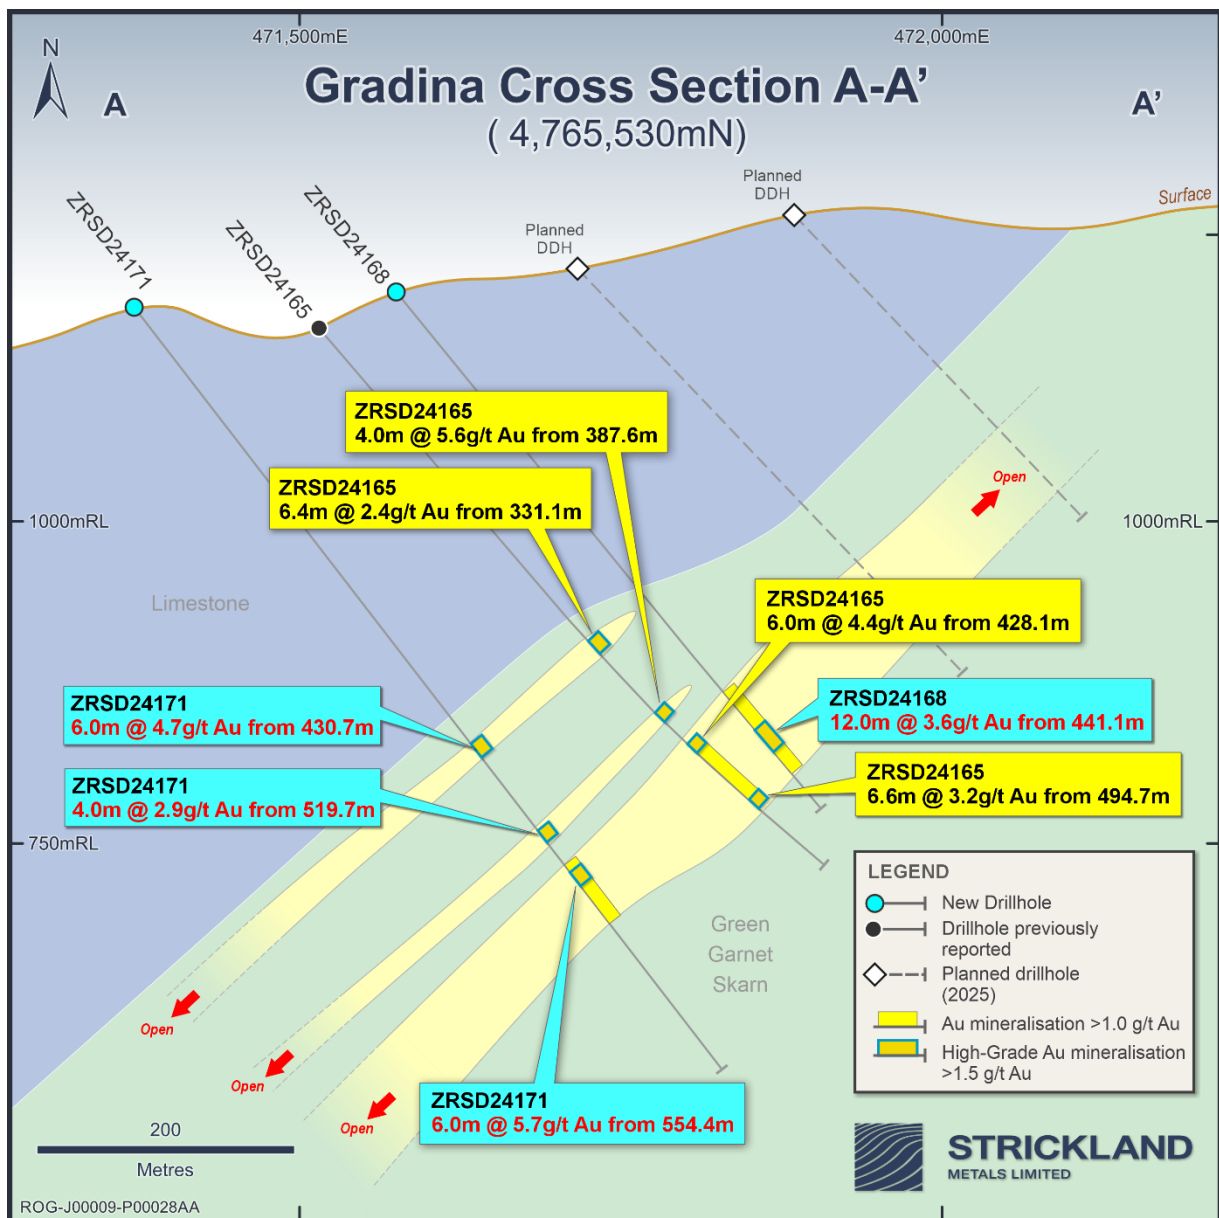 471,500mE
472,000mE
N
A
Gradina Cross Section A-A’
A’
( 4,765,530mN)
Planned
DDH
Surface
ZRSD24171
ZRSD24165
ZRSD24168
Planned
DDH
ZRSD24165
4.0m @ 5.6g/t Au from 387.6m
ZRSD24165
6.4m @ 2.4g/t Au from 331.1m
Open
1000mRL
1000mRL
Limestone
ZRSD24165
6.0m @ 4.4g/t Au from 428.1m
ZRSD24171
6.0m @ 4.7g/t Au from 430.7m
ZRSD24168
12.0m @ 3.6g/t Au from 441.1m
ZRSD24171
4.0m @ 2.9g/t Au from 519.7m
ZRSD24165
6.6m @ 3.2g/t Au from 494.7m
750mRL
Green
Garnet
Skarn
LEGEND
New Drillhole
Drillhole previously
reported
Planned drillhole
(2025)
Au mineralisation >1.0 g/t Au
High-Grade Au mineralisation
>1.5 g/t Au
Open
Open
Open
ZRSD24171
6.0m @ 5.7g/t Au from 554.4m
200
Metres
STRICKLAND
METALS LIMITED
ROG-J00009-P00028AA